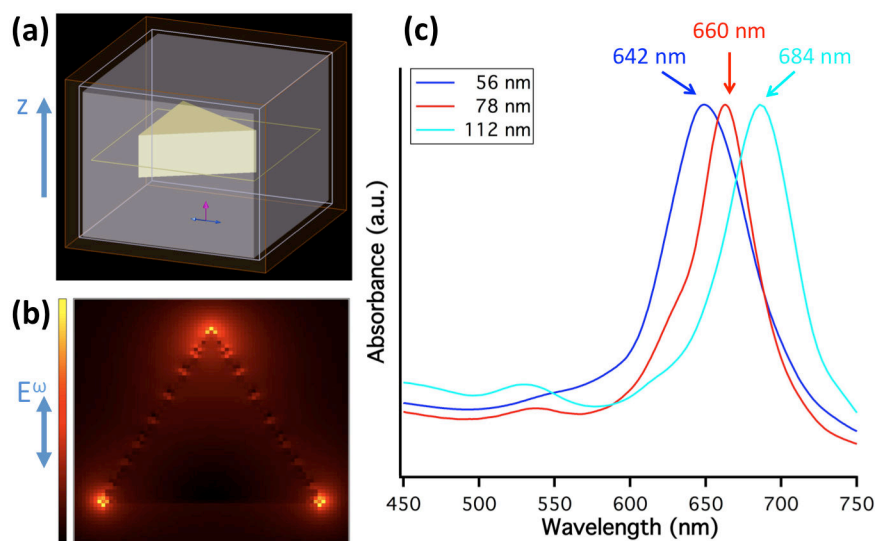 (a)
z
(b)
Eω
(c)
642 nm
660 nm
684 nm
56 nm
78 nm
112 nm
Absorbance (a.u.)
450 500 550 600 650 700 750
Wavelength (nm)